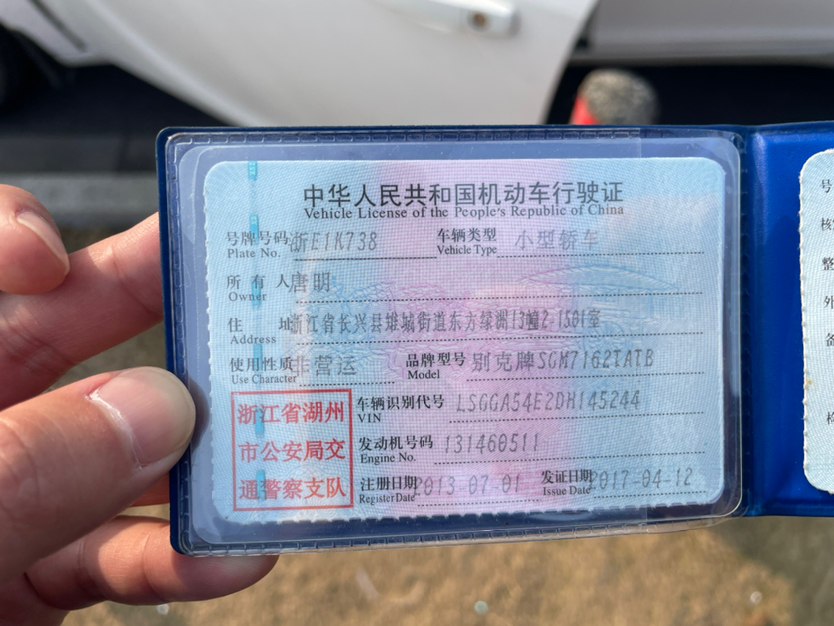 中华人民共和国机动车行驶证
Vehicle License of the People's Republic of China
号牌号码 浙E1K738 车辆类型 小型轿车
Plate No. Vehicle Type
所有人 唐明
Owner
住址 浙江省长兴县雉城街道东方绿洲13幢2-1501室
Address
使用性质 非营运 品牌型号 别克牌SGM7162IATB
Use Character Model
浙江省湖州
市公安局交
通警察支队
车辆识别代号 LSGGA54E2DH145244
VIN
发动机号码 131460511
Engine No.
注册日期 2013-07-01 发证日期 2017-04-12
Register Date Issue Date
号
核
整
外
备
检